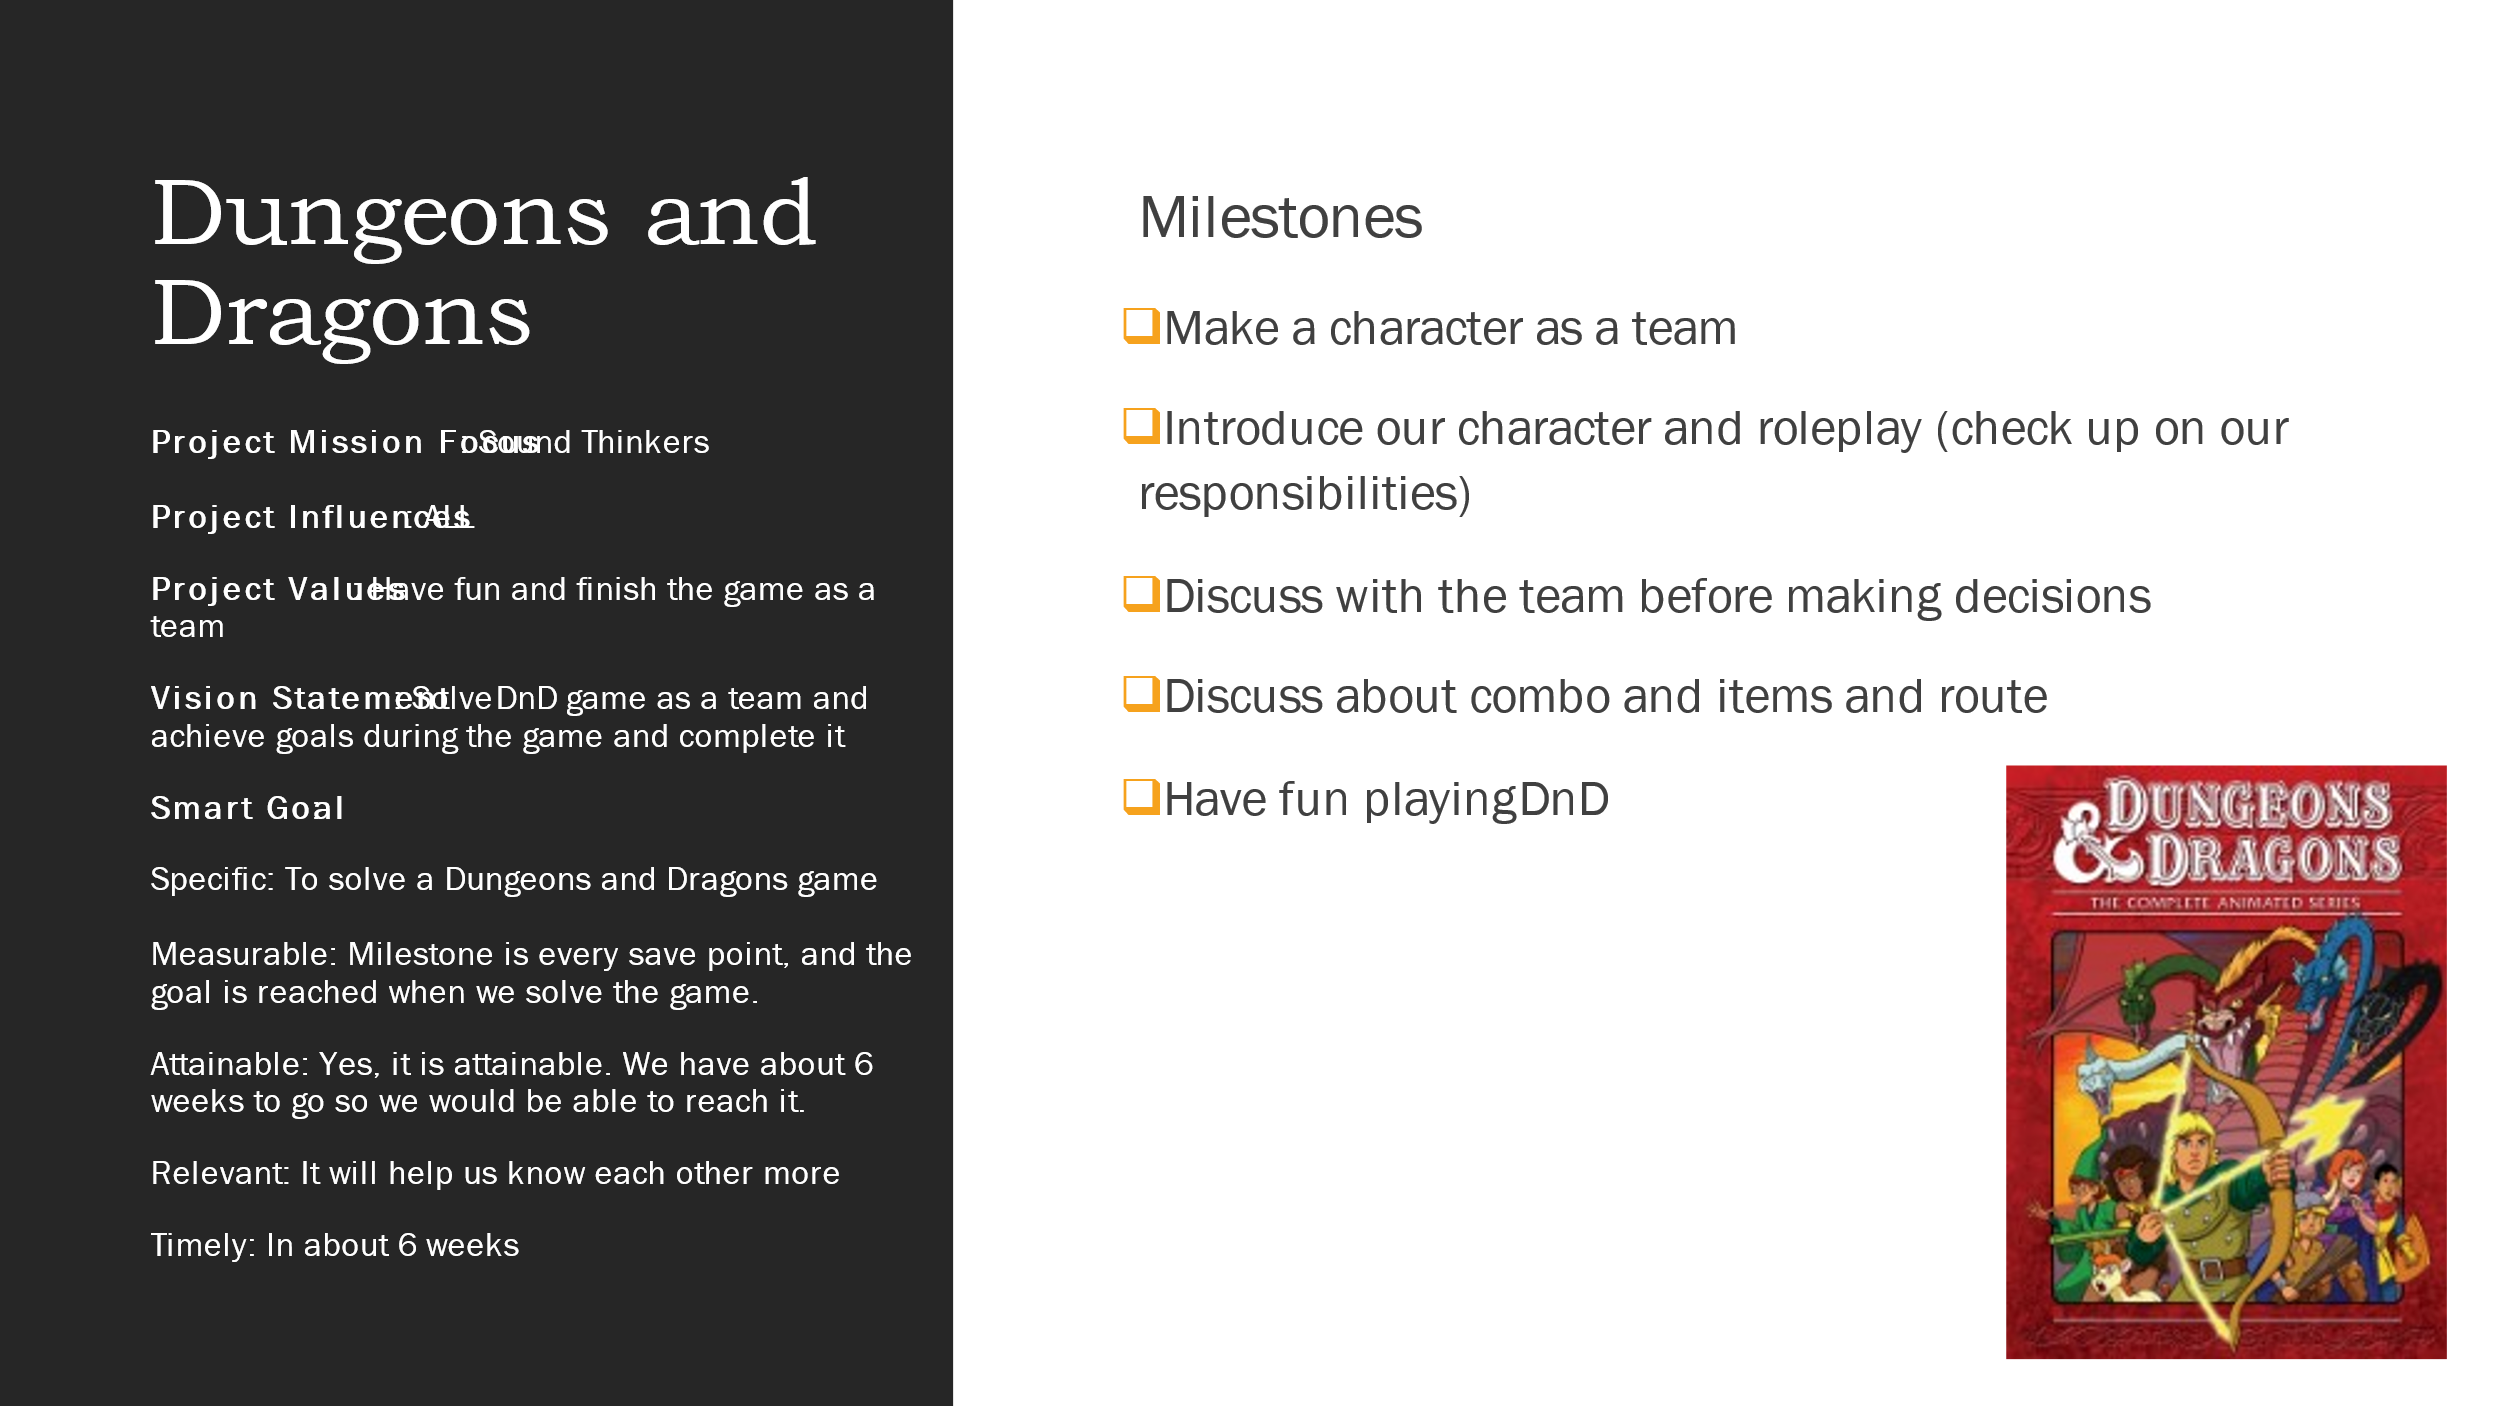 Dungeons and
Dragons
Project Mission Focus: Sound Thinkers
Project Influences: ALL
Project Values: Have fun and finish the game as a
team
Vision Statement: Solve DnD game as a team and
achieve goals during the game and complete it
Smart Goal:
Specific: To solve a Dungeons and Dragons game
Measurable: Milestone is every save point, and the
goal is reached when we solve the game.
Attainable: Yes, it is attainable. We have about 6
weeks to go so we would be able to reach it.
Relevant: It will help us know each other more
Timely: In about 6 weeks
Milestones
Make a character as a team
Introduce our character and roleplay (check up on our
responsibilities)
Discuss with the team before making decisions
Discuss about combo and items and route
Have fun playing DnD
DUNGEONS
& DRAGONS
THE COMPLETE ANIMATED SERIES